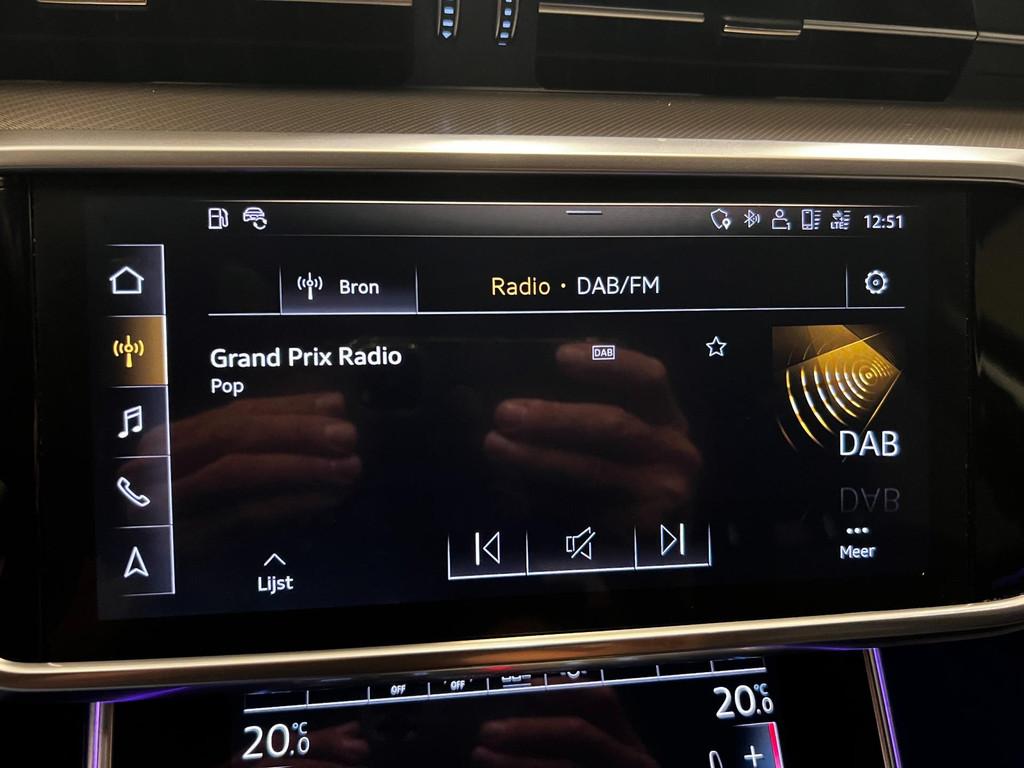 LTE 12:51
Bron Radio • DAB/FM
Grand Prix Radio DAB
Pop
DAB
Lijst Meer
OFF OFF
20.0°C 20.0°C
+